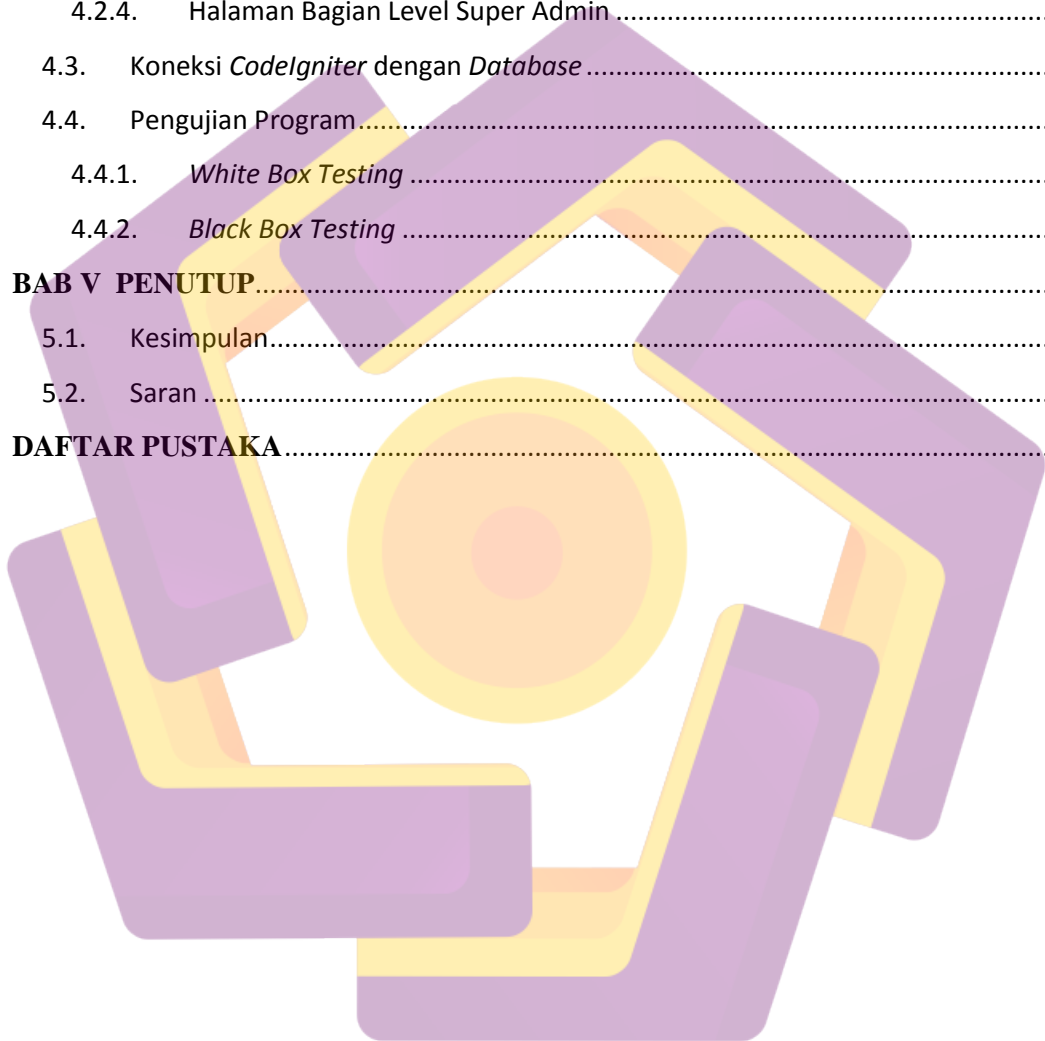 4.2.4. Halaman Bagian Level Super Admin ........................................................
4.3. Koneksi CodeIgniter dengan Database ............................................................
4.4. Pengujian Program ................................................................................................
4.4.1. White Box Testing ........................................................................................
4.4.2. Black Box Testing .........................................................................................
BAB V PENUTUP ..............................................................................................................
5.1. Kesimpulan ............................................................................................................
5.2. Saran .......................................................................................................................
DAFTAR PUSTAKA .........................................................................................................